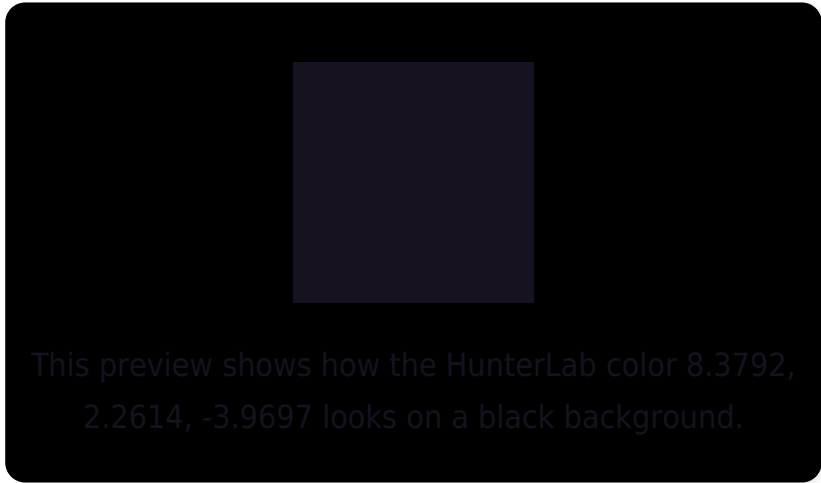 This preview shows how the HunterLab color 8.3792,
2.2614, -3.9697 looks on a black background.